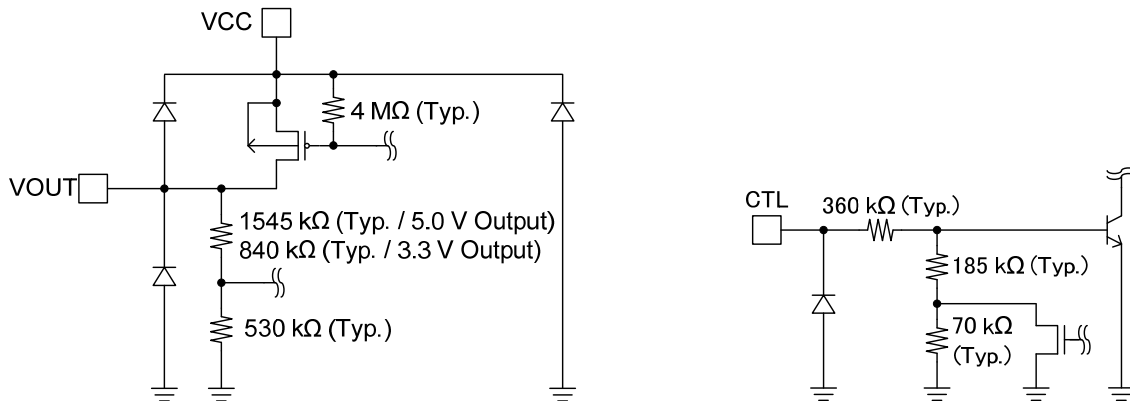 VCC
4 MΩ (Typ.)
VOUT
1545 kΩ (Typ. / 5.0 V Output)
840 kΩ (Typ. / 3.3 V Output)
530 kΩ (Typ.)
CTL
360 kΩ (Typ.)
185 kΩ (Typ.)
70 kΩ
(Typ.)